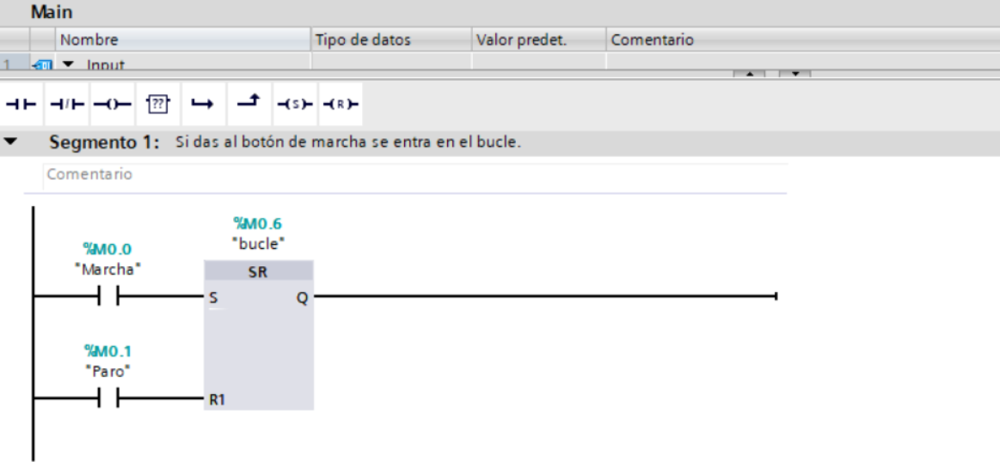 Main
Nombre Tipo de datos Valor predet. Comentario
1 Input
?? S R
Segmento 1: Si das al botón de marcha se entra en el bucle.
Comentario
%M0.6
"bucle"
%M0.0
"Marcha"
SR
S Q
%M0.1
"Paro"
R1